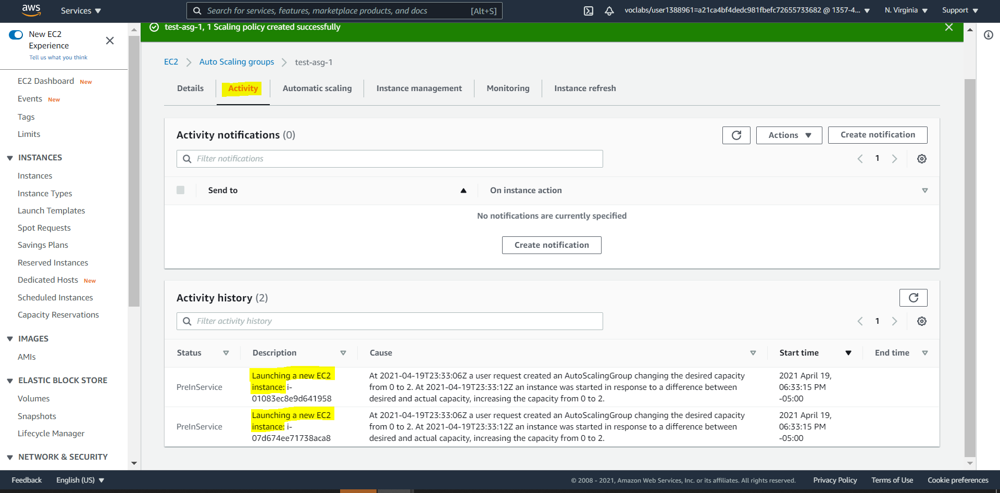 aws
Services
Search for services, features, marketplace products, and docs [Alt+S]
voclabs/user1388961=a21ca4bf4dedc981fbefc72655733682 @ 1357-4...
N. Virginia
Support
New EC2
Experience
Tell us what you think
EC2 Dashboard New
Events New
Tags
Limits
INSTANCES
Instances
Instance Types
Launch Templates
Spot Requests
Savings Plans
Reserved Instances
Dedicated Hosts New
Scheduled Instances
Capacity Reservations
IMAGES
AMIs
ELASTIC BLOCK STORE
Volumes
Snapshots
Lifecycle Manager
NETWORK & SECURITY
test-asg-1, 1 Scaling policy created successfully
EC2 > Auto Scaling groups > test-asg-1
Details
Activity
Automatic scaling
Instance management
Monitoring
Instance refresh
Activity notifications (0)
Actions
Create notification
Filter notifications
1
Send to
On instance action
No notifications are currently specified
Create notification
Activity history (2)
Filter activity history
1
Status
Description
Cause
Start time
End time
PreInService
Launching a new EC2
instance: i-
01083ec8e9d641958
At 2021-04-19T23:33:06Z a user request created an AutoScalingGroup changing the desired capacity
from 0 to 2. At 2021-04-19T23:33:12Z an instance was started in response to a difference between
desired and actual capacity, increasing the capacity from 0 to 2.
2021 April 19,
06:33:15 PM
-05:00
PreInService
Launching a new EC2
instance: i-
07d674ee71738aca8
At 2021-04-19T23:33:06Z a user request created an AutoScalingGroup changing the desired capacity
from 0 to 2. At 2021-04-19T23:33:12Z an instance was started in response to a difference between
desired and actual capacity, increasing the capacity from 0 to 2.
2021 April 19,
06:33:15 PM
-05:00
Feedback
English (US)
© 2008 - 2021, Amazon Web Services, Inc. or its affiliates. All rights reserved.
Privacy Policy
Terms of Use
Cookie preferences